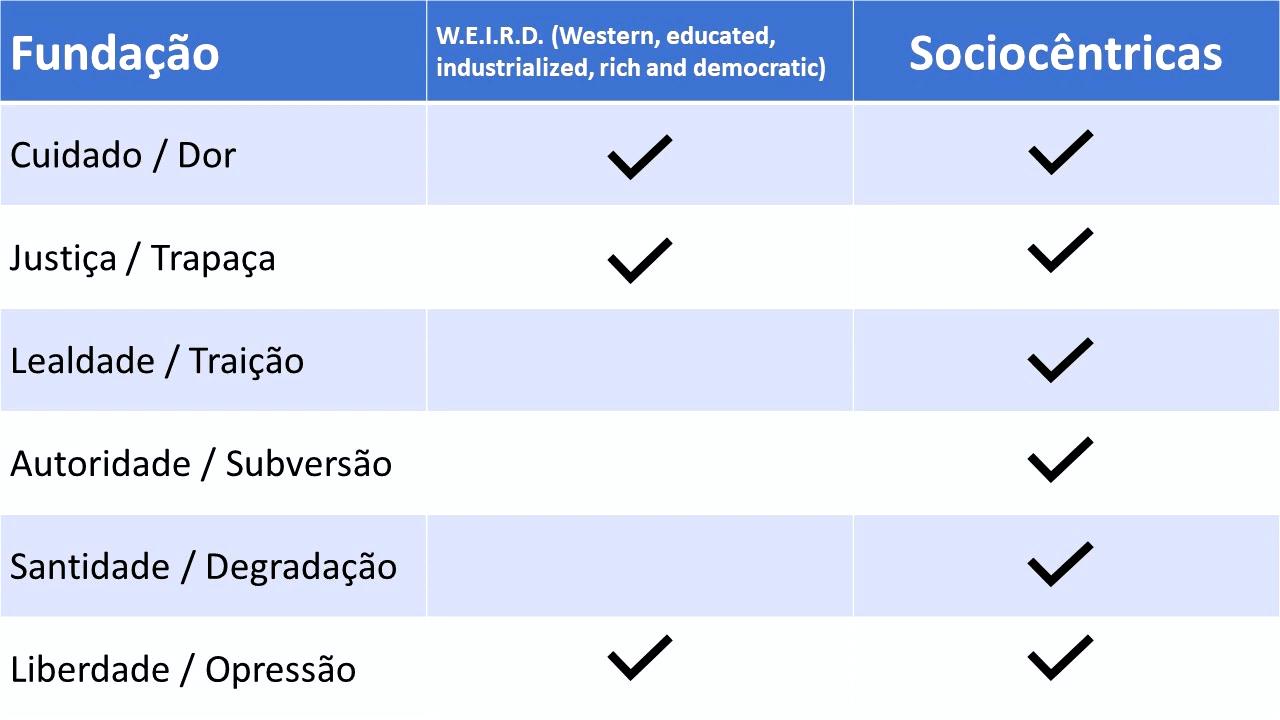 Fundação
W.E.I.R.D. (Western, educated,
industrialized, rich and democratic)
Sociocêntricas
Cuidado / Dor
Justiça / Trapaça
Lealdade / Traição
Autoridade / Subversão
Santidade / Degradação
Liberdade / Opressão